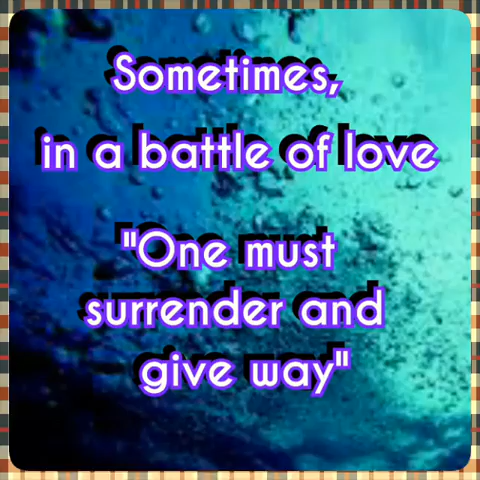 Sometimes,
in a battle of love
"One must
surrender and
give way"